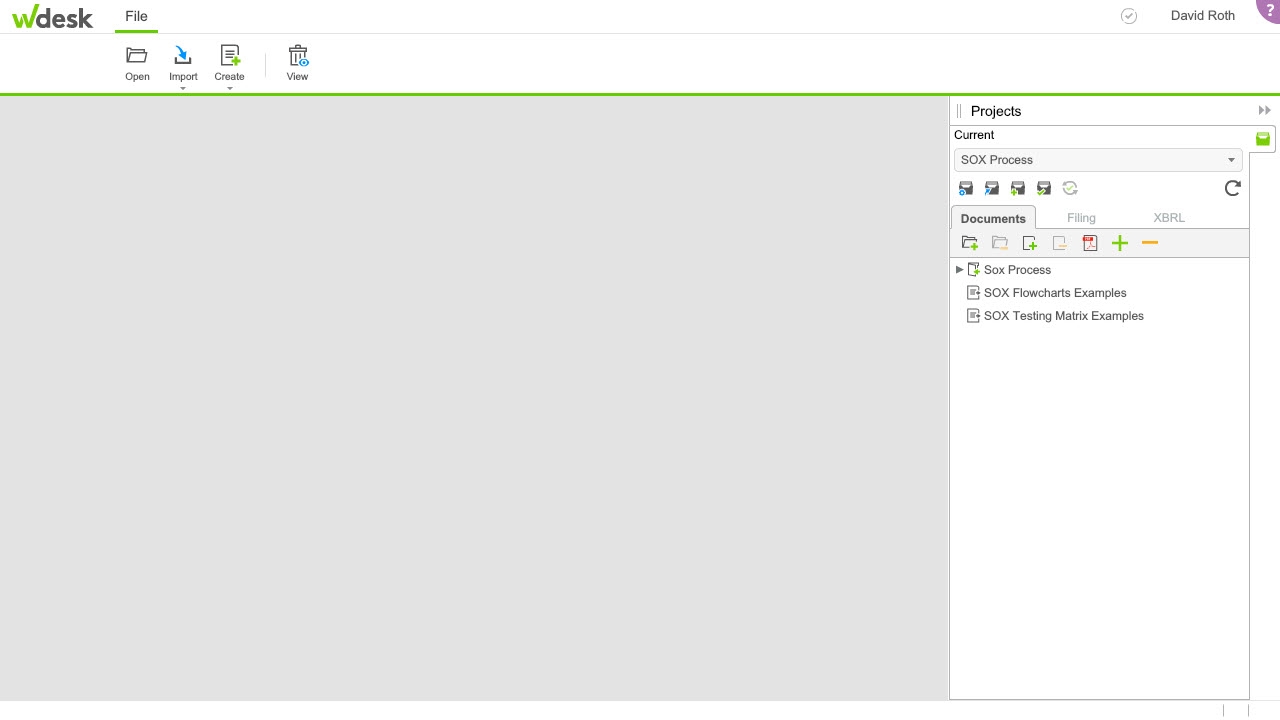 wdesk File David Roth ?
Open Import Create View
Projects
Current
SOX Process
Documents Filing XBRL
Sox Process
SOX Flowcharts Examples
SOX Testing Matrix Examples